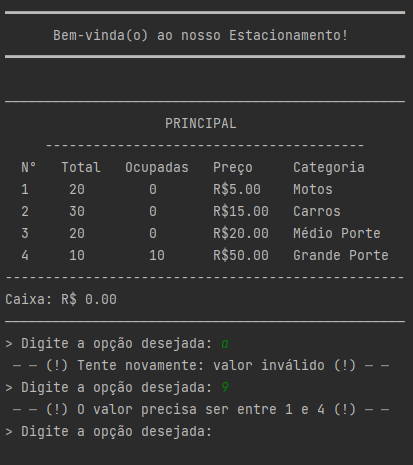 Bem-vinda(o) ao nosso Estacionamento!
PRINCIPAL
----------------------------------------
N° Total Ocupadas Preço Categoria
1 20 0 R$5.00 Motos
2 30 0 R$15.00 Carros
3 20 0 R$20.00 Médio Porte
4 10 10 R$50.00 Grande Porte
--------------------------------------------------
Caixa: R$ 0.00
> Digite a opção desejada: a
— — (!) Tente novamente: valor inválido (!) — —
> Digite a opção desejada: 9
— — (!) O valor precisa ser entre 1 e 4 (!) — —
> Digite a opção desejada: